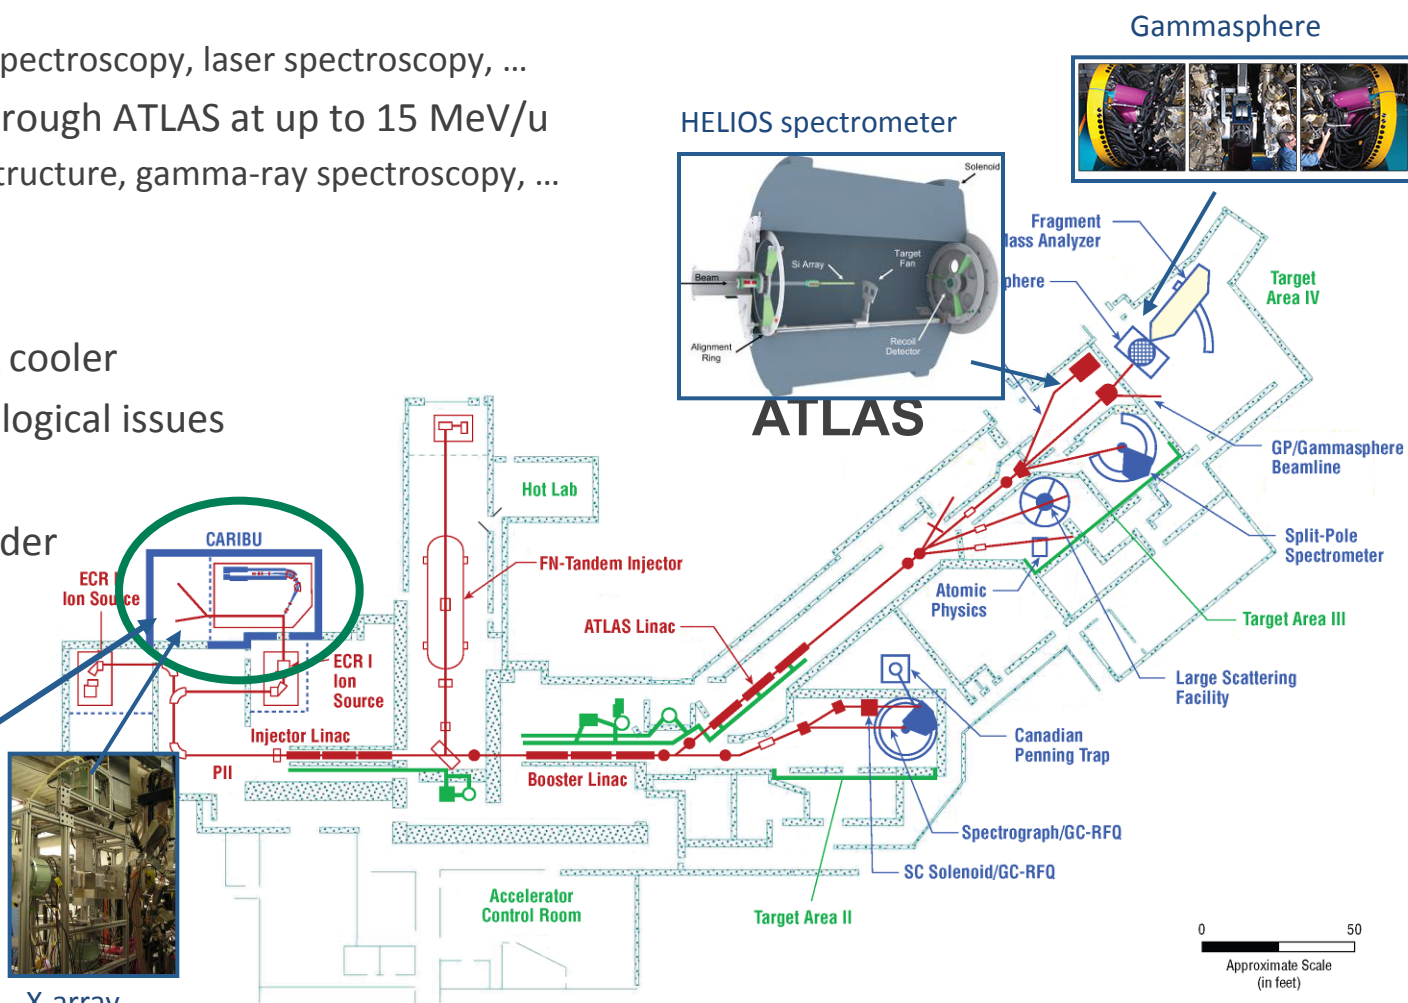 Gammasphere
pectroscopy, laser spectroscopy, ...
rough ATLAS at up to 15 MeV/u
HELIOS spectrometer
tructure, gamma-ray spectroscopy, ...
Solenoid
Target
Fan
Si Array
Beam
Alignment
Ring
Recoil
Detector
Fragment
lass Analyzer
phere
Target
Area IV
cooler
logical issues
ATLAS
GP/Gammasphere
Beamline
Hot Lab
der
CARIBU
Split-Pole
Spectrometer
ECR I
Ion Source
FN-Tandem Injector
Atomic
Physics
Target Area III
ATLAS Linac
ECR I
Ion
Source
Large Scattering
Facility
Injector Linac
Canadian
Penning Trap
PII
Booster Linac
Spectrograph/GC-RFQ
SC Solenoid/GC-RFQ
Accelerator
Control Room
Target Area II
0 50
Approximate Scale
(in feet)
X array